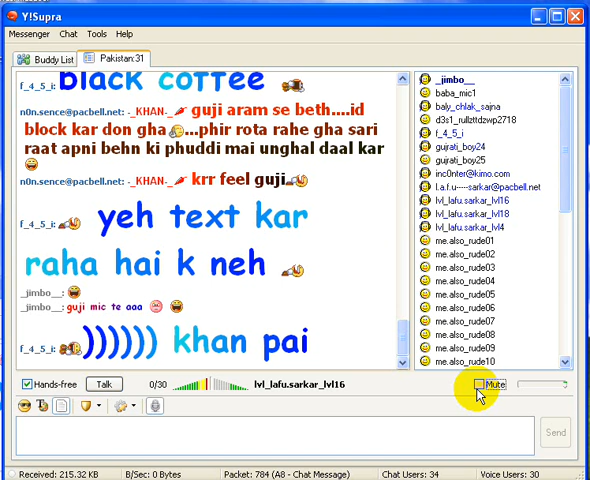 Y!Supra
Messenger Chat Tools Help
Buddy List Pakistan:31
f_4_5_i: black coffee
n0n.sence@pacbell.net: -_KHAN-_ guji aram se beth....id
block kar don gha ...phir rota rahe gha sari
raat apni behn ki phuddi mai unghal daal kar
n0n.sence@pacbell.net: -_KHAN-_ krr feel guji
f_4_5_i: yeh text kar
raha hai k neh
_jimbo__:
_jimbo__: guji mic te aaa
f_4_5_i: )))))) khan pai
_jimbo__
baba_mic1
baly_chlak_sajna
d3s1_rullzttdzwp2718
f_4_5_i
gujrati_boy24
gujrati_boy25
inc0nter@kimo.com
l.a.f.u-----sarkar@pacbell.net
lvl_lafu.sarkar_lvl16
lvl_lafu.sarkar_lvl18
lvl_lafu.sarkar_lvl4
me.also_rude01
me.also_rude02
me.also_rude03
me.also_rude04
me.also_rude05
me.also_rude06
me.also_rude07
me.also_rude08
me.also_rude09
me.also_rude10
Hands-free Talk 0/30 lvl_lafu.sarkar_lvl16 Mute
Send
Received: 215.32 KB B/Sec: 0 Bytes Packet: 784 (A8 - Chat Message) Chat Users: 34 Voice Users: 30